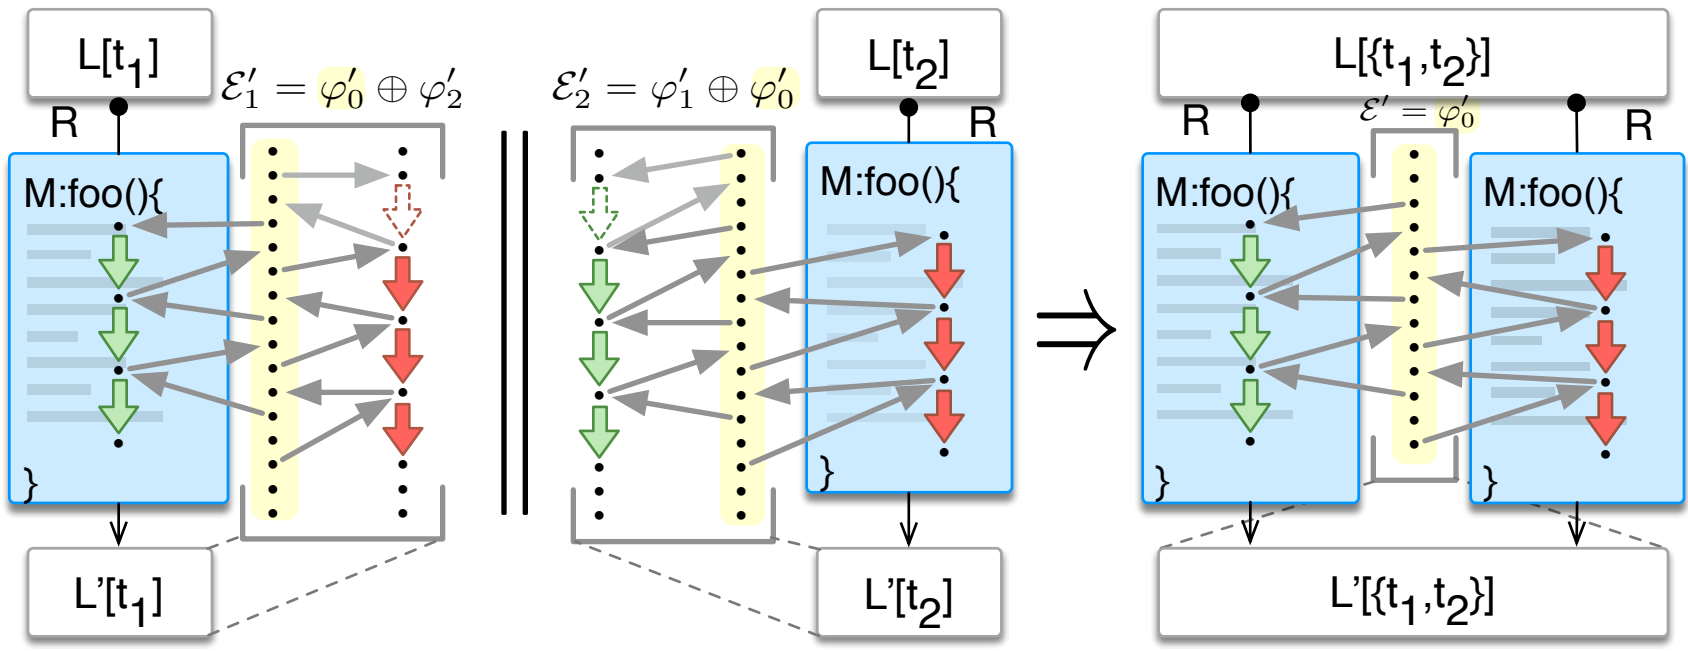 L[t₁]
ℰ′₁ = φ′₀ ⊕ φ′₂
R
M:foo(){
}
L'[t₁]
ℰ′₂ = φ′₁ ⊕ φ′₀
L[t₂]
R
M:foo(){
}
L'[t₂]
⇒
L[{t₁,t₂}]
R
ℰ′ = φ′₀
R
M:foo(){
}
M:foo(){
}
L'[{t₁,t₂}]